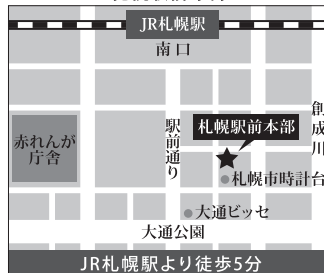 JR札幌駅
南口
創成川
札幌駅前本部
駅前通り
赤れんが
庁舎
札幌市時計台
大通ビッセ
大通公園
JR札幌駅より徒歩5分